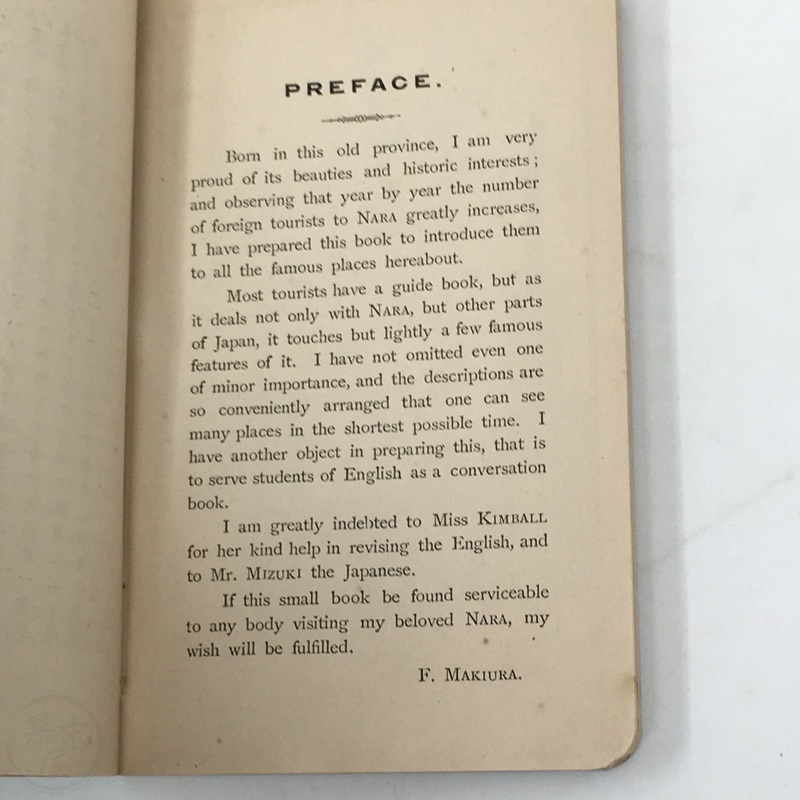 PREFACE.
Born in this old province, I am very
proud of its beauties and historic interests;
and observing that year by year the number
of foreign tourists to NARA greatly increases,
I have prepared this book to introduce them
to all the famous places hereabout.
Most tourists have a guide book, but as
it deals not only with NARA, but other parts
of Japan, it touches but lightly a few famous
features of it. I have not omitted even one
of minor importance, and the descriptions are
so conveniently arranged that one can see
many places in the shortest possible time. I
have another object in preparing this, that is
to serve students of English as a conversation
book.
I am greatly indebted to Miss KIMBALL
for her kind help in revising the English, and
to Mr. MIZUKI the Japanese.
If this small book be found serviceable
to any body visiting my beloved NARA, my
wish will be fulfilled.
F. MAKIURA.